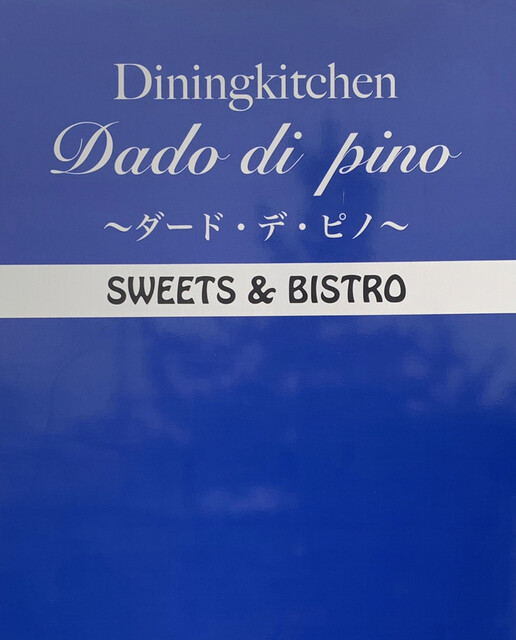 Diningkitchen
Dado di pino
～ダード・デ・ピノ～
SWEETS & BISTRO